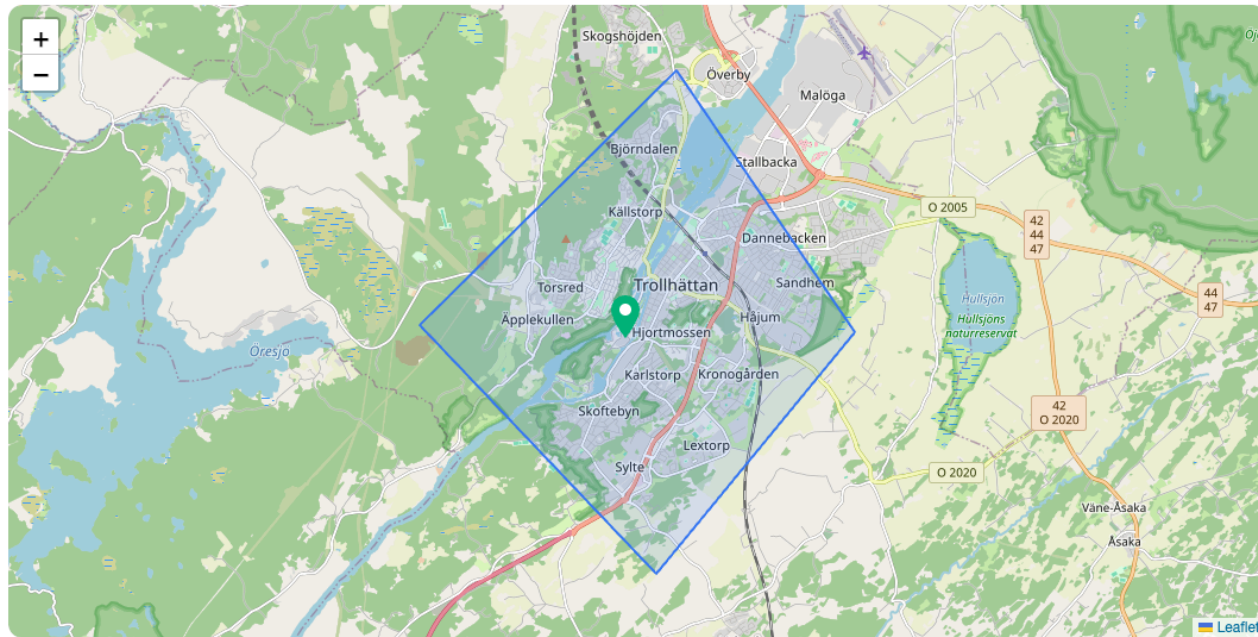 +
−
Skogshöjden
Överby
Malöga
Björndalen
Stallbacka
Källstorp
O 2005
42
44
47
Dannebacken
Torsred
Trollhättan
Sandhem
44
47
Hullsjön
Hullsjöns
naturreservat
Äpplekullen
Hjortmossen
Håjum
Öresjö
Karlstorp
Kronogården
Skoftebyn
42
O 2020
Lextorp
Sylte
O 2020
Väne-Åsaka
Åsaka
Leaflet